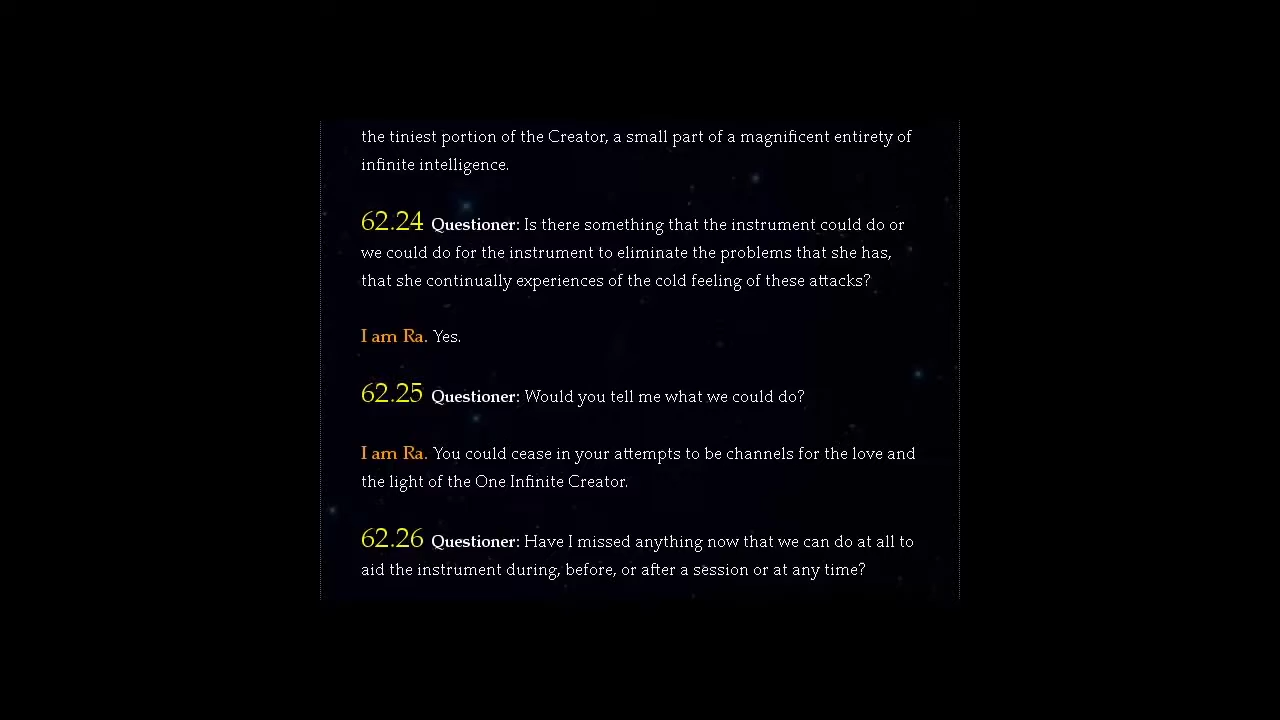 the tiniest portion of the Creator, a small part of a magnificent entirety of
infinite intelligence.
62.24 Questioner: Is there something that the instrument could do or
we could do for the instrument to eliminate the problems that she has,
that she continually experiences of the cold feeling of these attacks?
I am Ra. Yes.
62.25 Questioner: Would you tell me what we could do?
I am Ra. You could cease in your attempts to be channels for the love and
the light of the One Infinite Creator.
62.26 Questioner: Have I missed anything now that we can do at all to
aid the instrument during, before, or after a session or at any time?